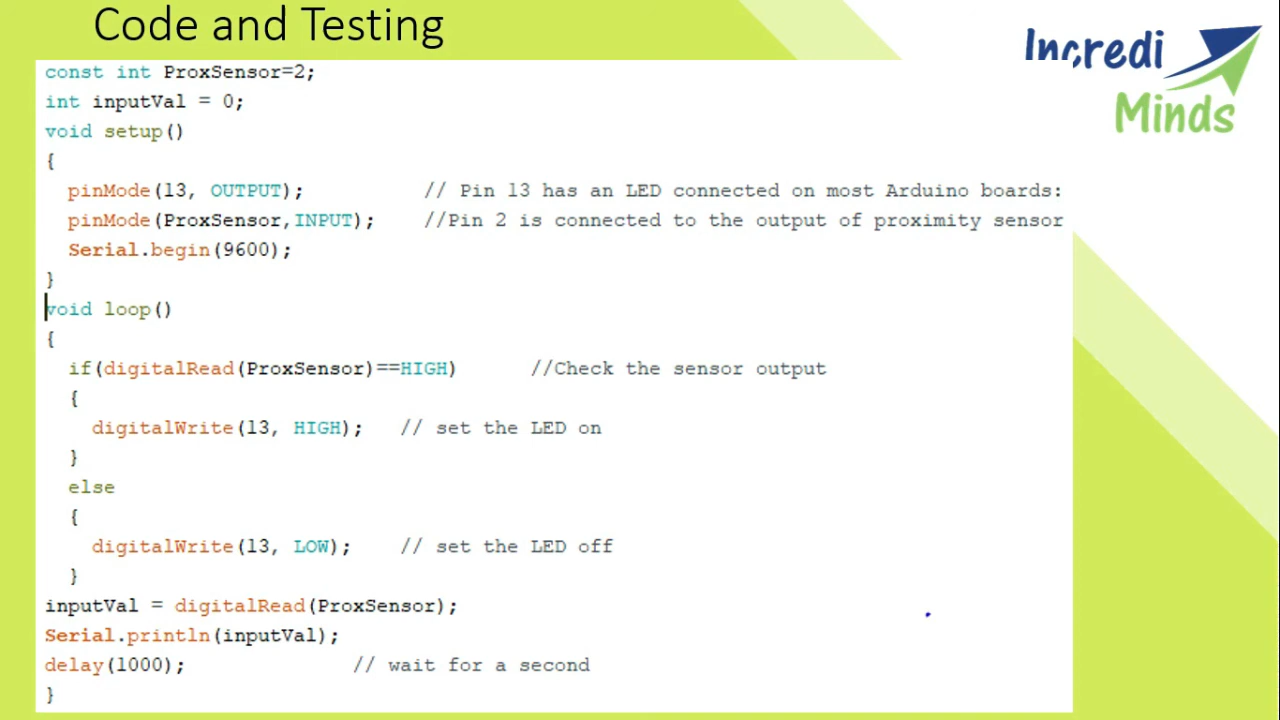 Code and Testing
Incredi
Minds
const int ProxSensor=2;
int inputVal = 0;
void setup()
{
pinMode(13, OUTPUT); // Pin 13 has an LED connected on most Arduino boards:
pinMode(ProxSensor,INPUT); //Pin 2 is connected to the output of proximity sensor
Serial.begin(9600);
}
void loop()
{
if(digitalRead(ProxSensor)==HIGH) //Check the sensor output
{
digitalWrite(13, HIGH); // set the LED on
}
else
{
digitalWrite(13, LOW); // set the LED off
}
inputVal = digitalRead(ProxSensor);
Serial.println(inputVal);
delay(1000); // wait for a second
}